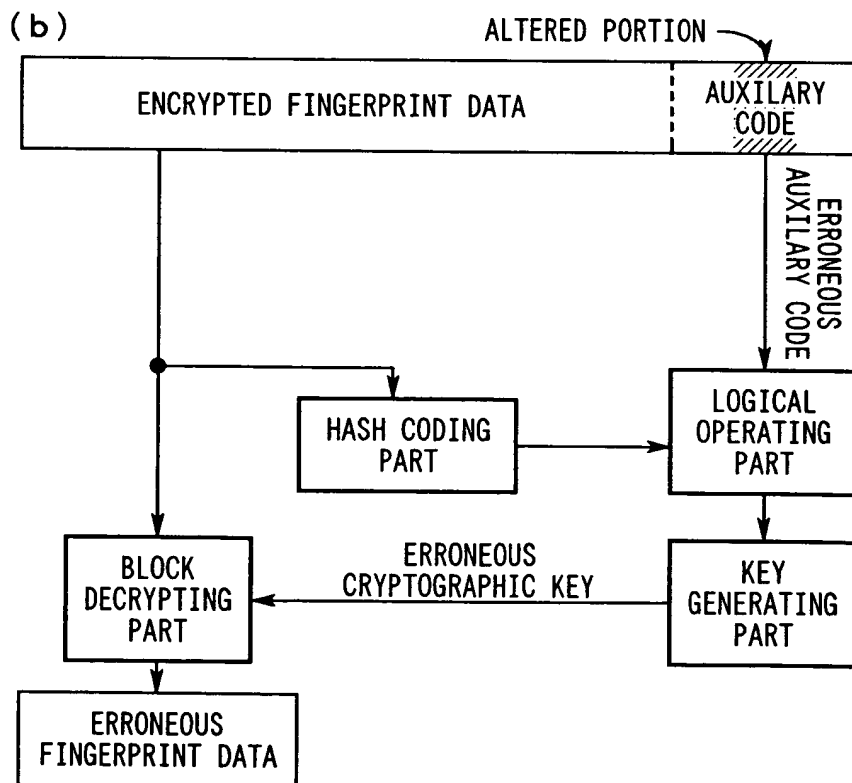 (b)
ALTERED PORTION
ENCRYPTED FINGERPRINT DATA
AUXILARY
CODE
ERRONEOUS
AUXILARY CODE
HASH CODING
PART
LOGICAL
OPERATING
PART
BLOCK
DECRYPTING
PART
ERRONEOUS
CRYPTOGRAPHIC KEY
KEY
GENERATING
PART
ERRONEOUS
FINGERPRINT DATA